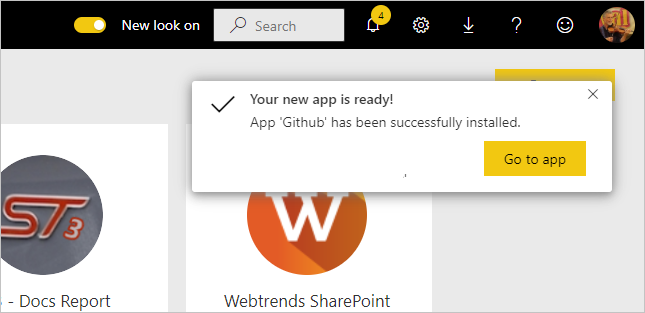 New look on
Search
4
?
Your new app is ready!
App 'Github' has been successfully installed.
Go to app
ST3
W
- Docs Report
Webtrends SharePoint